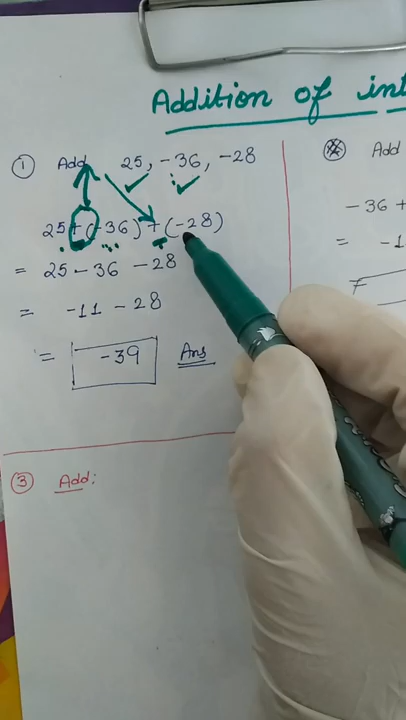 Addition of int
① Add 25, -36, -28
25 + (-36) + (-28)
= 25 - 36 - 28
= -11 - 28
= -39 Ans
③ Add:
Add
-36 +
= -1